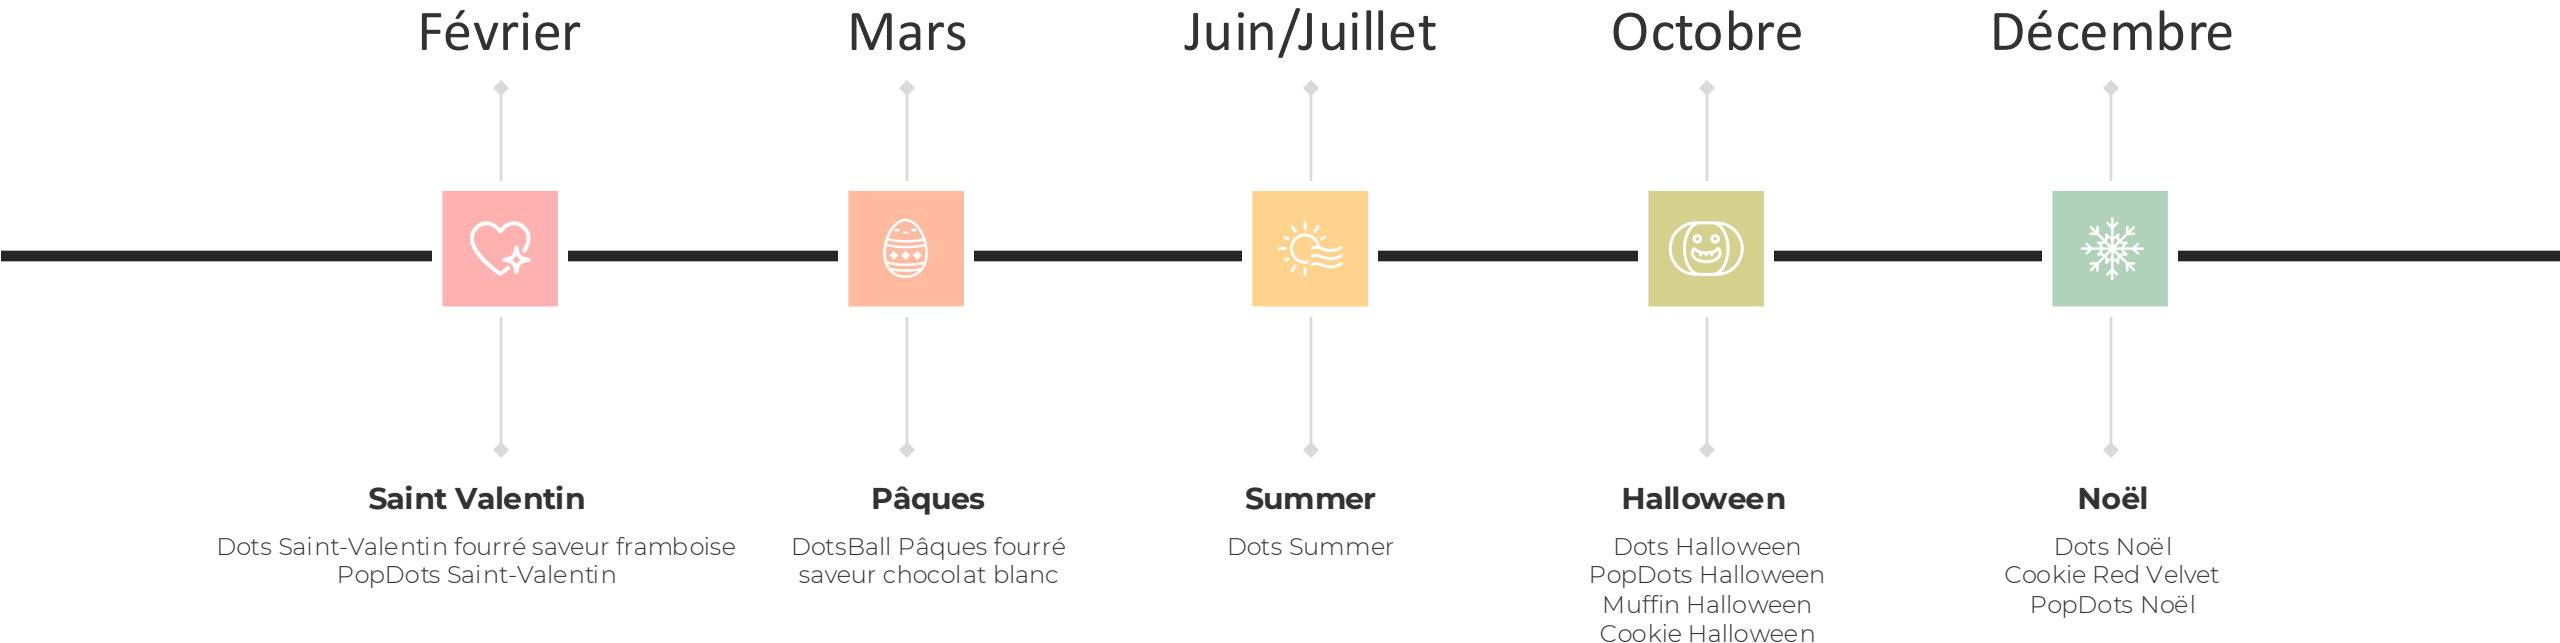 Février
Mars
Juin/Juillet
Octobre
Décembre
Saint Valentin
Dots Saint-Valentin fourré saveur framboise
PopDots Saint-Valentin
Pâques
DotsBall Pâques fourré
saveur chocolat blanc
Summer
Dots Summer
Halloween
Dots Halloween
PopDots Halloween
Muffin Halloween
Cookie Halloween
Noël
Dots Noël
Cookie Red Velvet
PopDots Noël